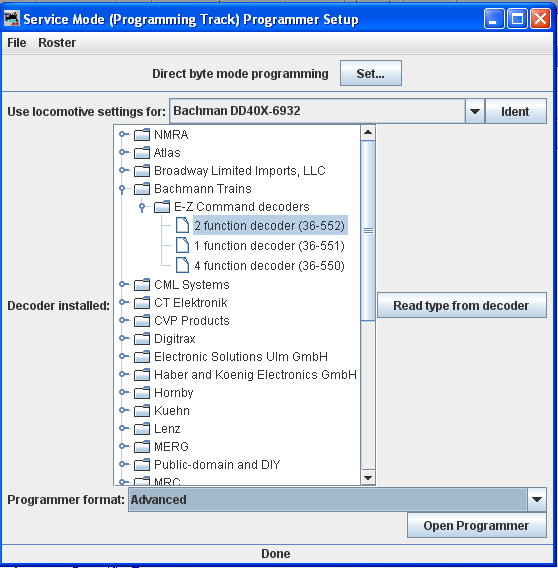 Service Mode (Programming Track) Programmer Setup
File Roster
Direct byte mode programming Set...
Use locomotive settings for: Bachman DD40X-6932 Ident
NMRA
Atlas
Broadway Limited Imports, LLC
Bachmann Trains
E-Z Command decoders
2 function decoder (36-552)
1 function decoder (36-551)
4 function decoder (36-550)
CML Systems
CT Elektronik
Decoder installed: Read type from decoder
CVP Products
Digitrax
Electronic Solutions Ulm GmbH
Haber and Koenig Electronics GmbH
Hornby
Kuehn
Lenz
MERG
Public-domain and DIY
MRC
Programmer format: Advanced
Open Programmer
Done